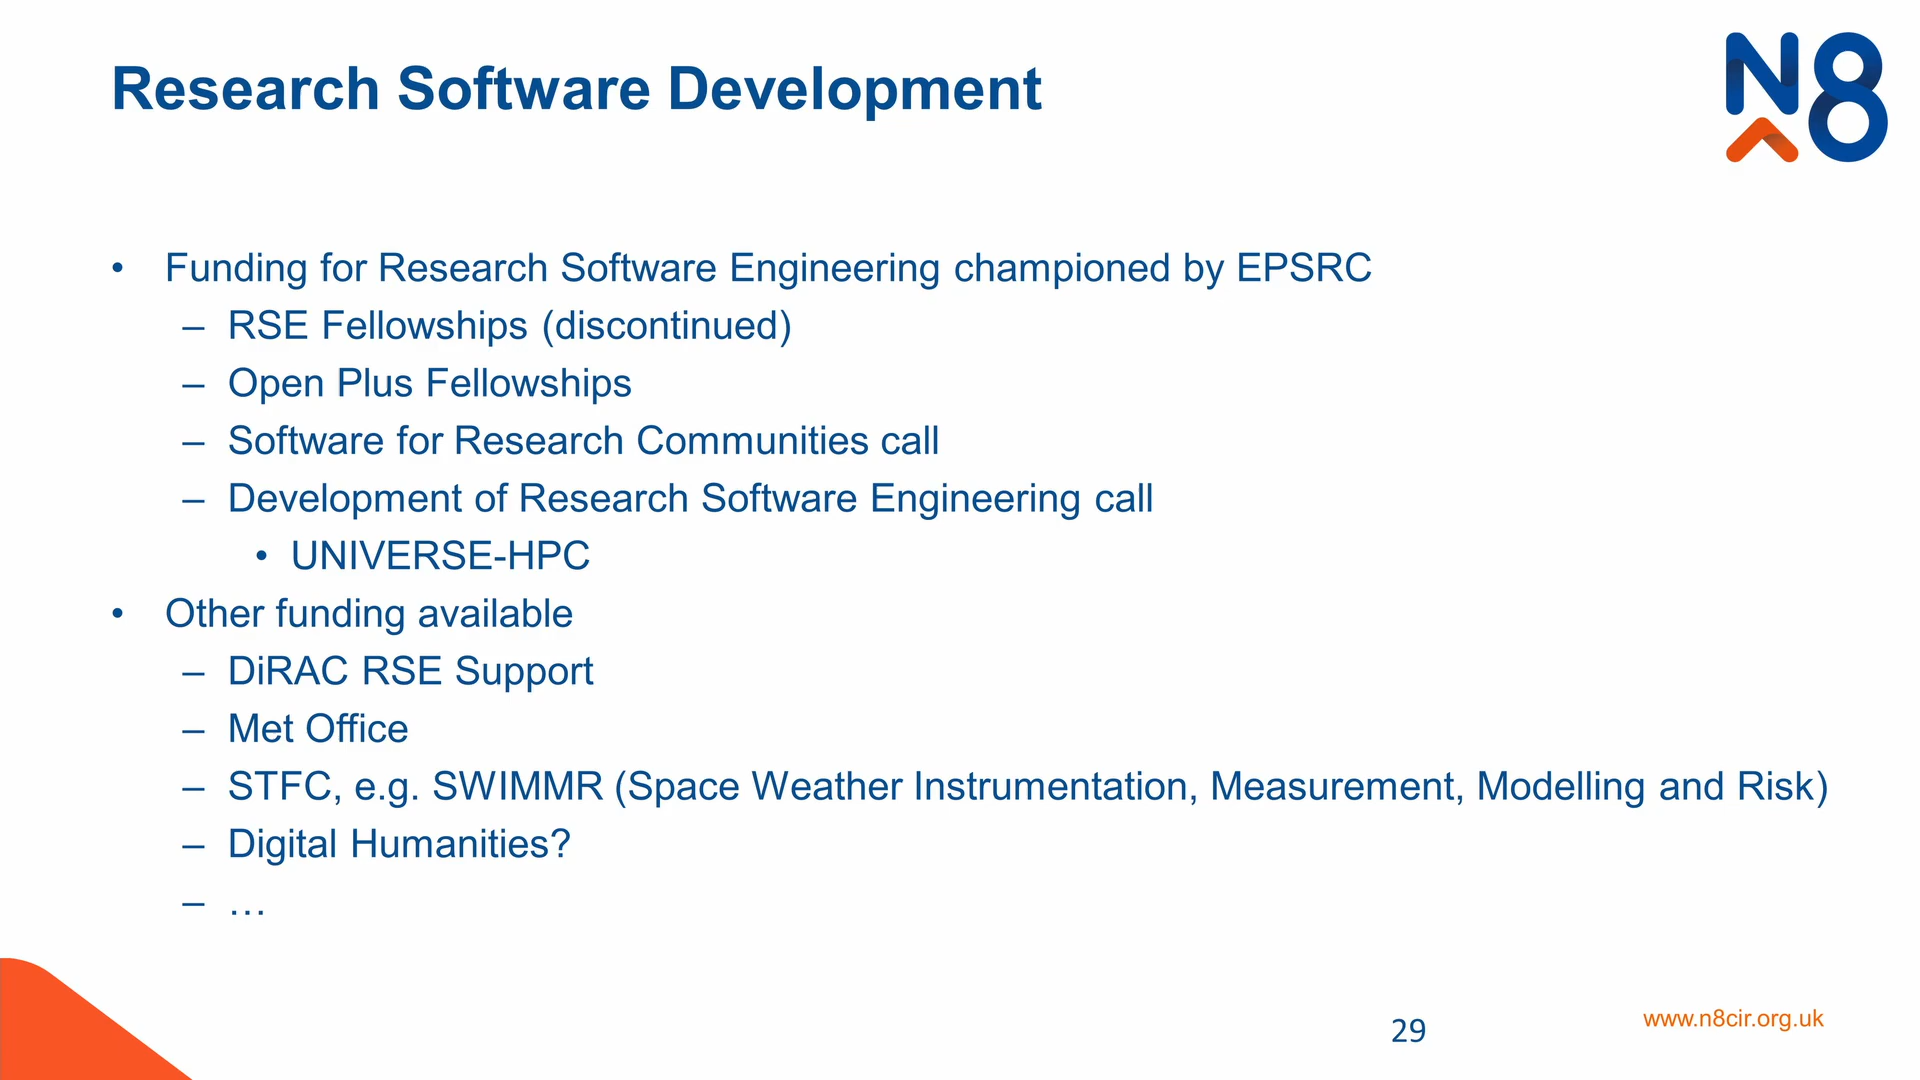 Research Software Development
N8
• Funding for Research Software Engineering championed by EPSRC
– RSE Fellowships (discontinued)
– Open Plus Fellowships
– Software for Research Communities call
– Development of Research Software Engineering call
• UNIVERSE-HPC
• Other funding available
– DiRAC RSE Support
– Met Office
– STFC, e.g. SWIMMR (Space Weather Instrumentation, Measurement, Modelling and Risk)
– Digital Humanities?
– …
29
www.n8cir.org.uk